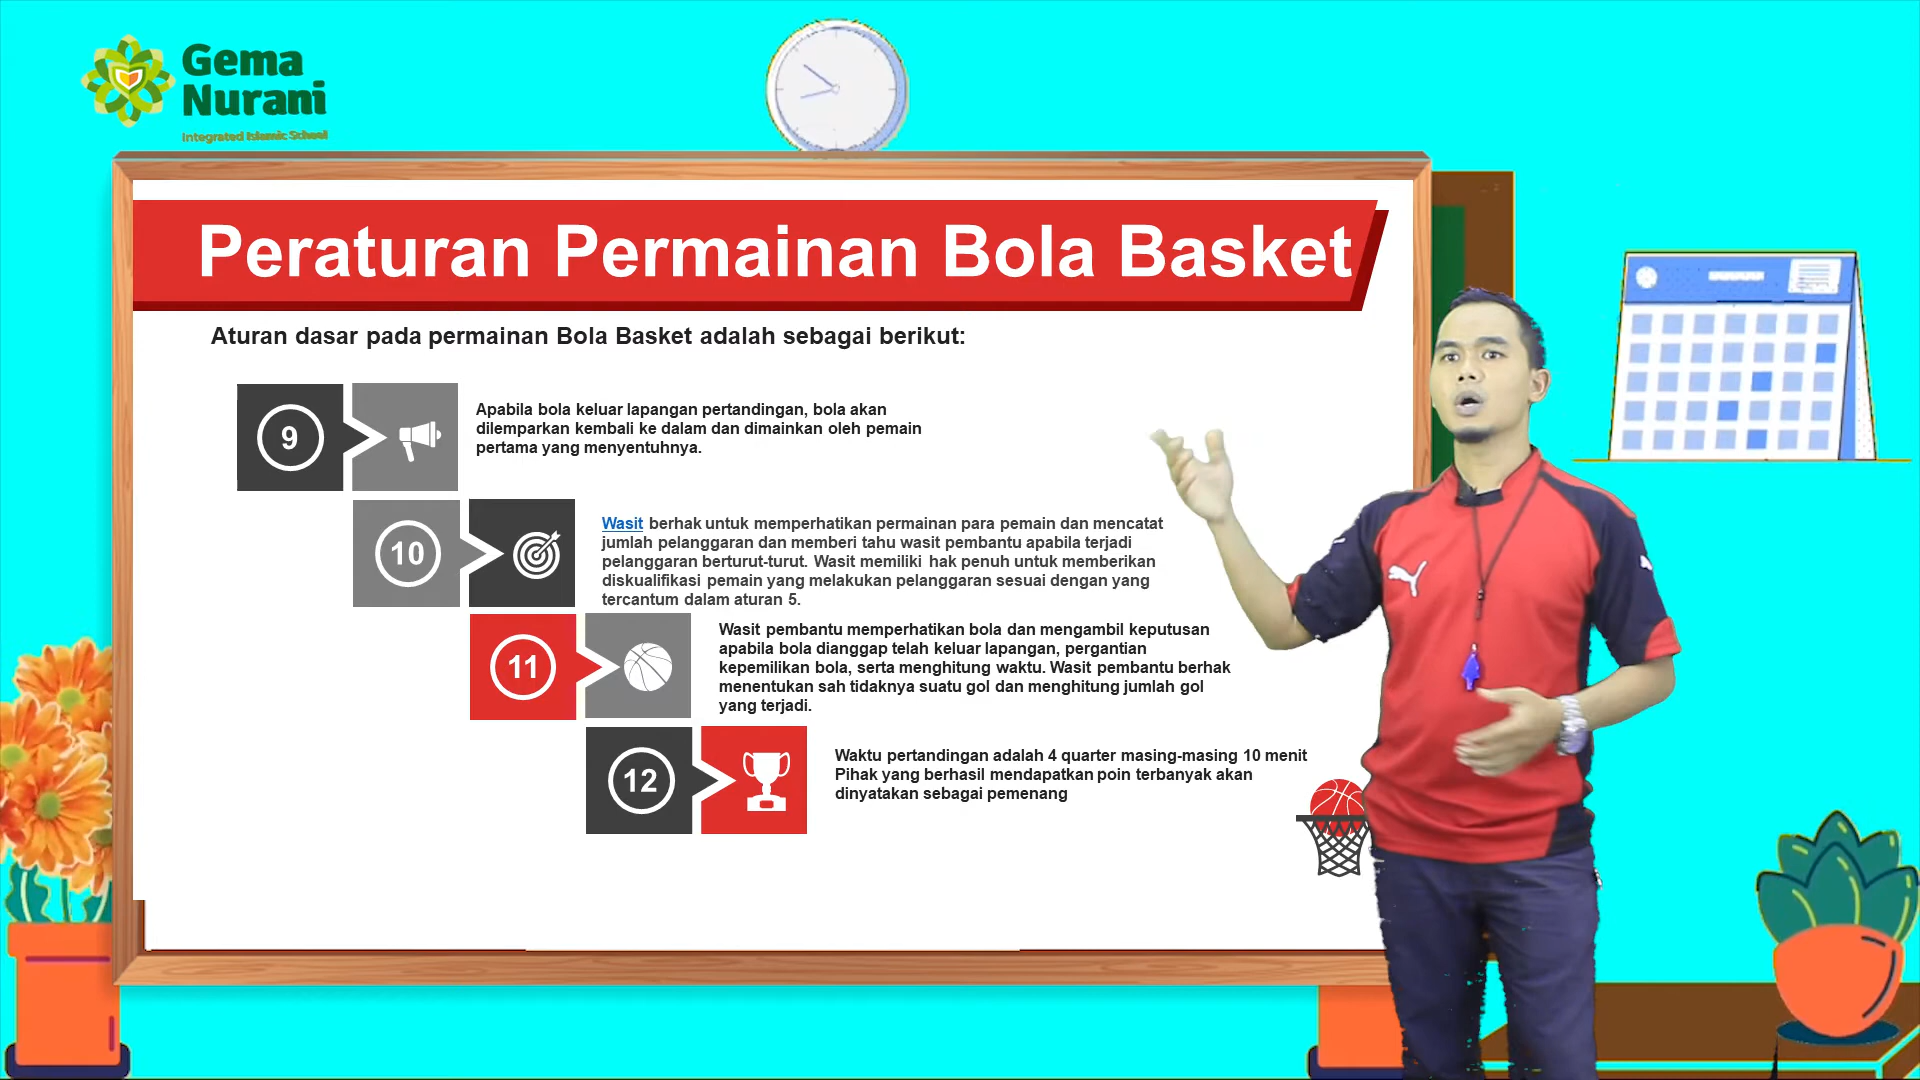 Gema
Nurani
Integrated Islamic School
Peraturan Permainan Bola Basket
Aturan dasar pada permainan Bola Basket adalah sebagai berikut:
9
Apabila bola keluar lapangan pertandingan, bola akan
dilemparkan kembali ke dalam dan dimainkan oleh pemain
pertama yang menyentuhnya.
10
Wasit berhak untuk memperhatikan permainan para pemain dan mencatat
jumlah pelanggaran dan memberi tahu wasit pembantu apabila terjadi
pelanggaran berturut-turut. Wasit memiliki hak penuh untuk memberikan
diskualifikasi pemain yang melakukan pelanggaran sesuai dengan yang
tercantum dalam aturan 5.
11
Wasit pembantu memperhatikan bola dan mengambil keputusan
apabila bola dianggap telah keluar lapangan, pergantian
kepemilikan bola, serta menghitung waktu. Wasit pembantu berhak
menentukan sah tidaknya suatu gol dan menghitung jumlah gol
yang terjadi.
12
Waktu pertandingan adalah 4 quarter masing-masing 10 menit
Pihak yang berhasil mendapatkan poin terbanyak akan
dinyatakan sebagai pemenang